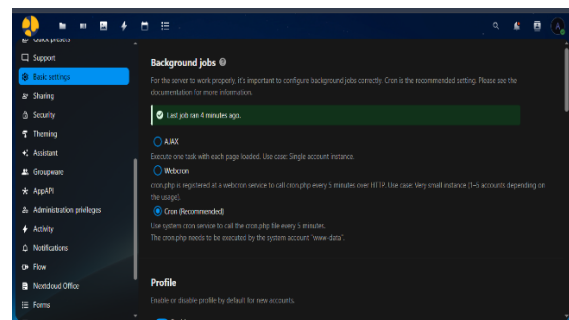 Quick presets
Support
Basic settings
Sharing
Security
Theming
Assistant
Groupware
AppAPI
Administration privileges
Activity
Notifications
Flow
Nextcloud Office
Forms
A
Background jobs
For the server to work properly, it's important to configure background jobs correctly. Cron is the recommended setting. Please see the
documentation for more information.
Last job ran 4 minutes ago.
AJAX
Execute one task with each page loaded. Use case: Single account instance.
Webcron
cron.php is registered at a webcron service to call cron.php every 5 minutes over HTTP. Use case: Very small instance (1–5 accounts depending on
the usage).
Cron (Recommended)
Use system cron service to call the cron.php file every 5 minutes.
The cron.php needs to be executed by the system account "www-data".
Profile
Enable or disable profile by default for new accounts.